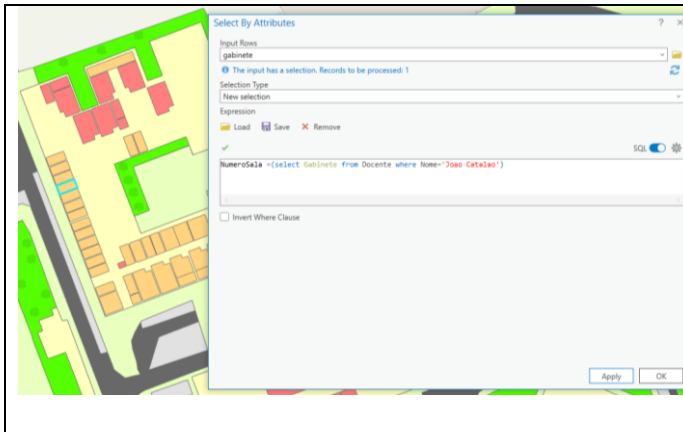 Select By Attributes
Input Rows
gabinete
The input has a selection. Records to be processed: 1
Selection Type
New selection
Expression
Load Save Remove
SQL
NumeroSala =(select Gabinete from Docente where Nome='Joao Catalao')
Invert Where Clause
Apply OK